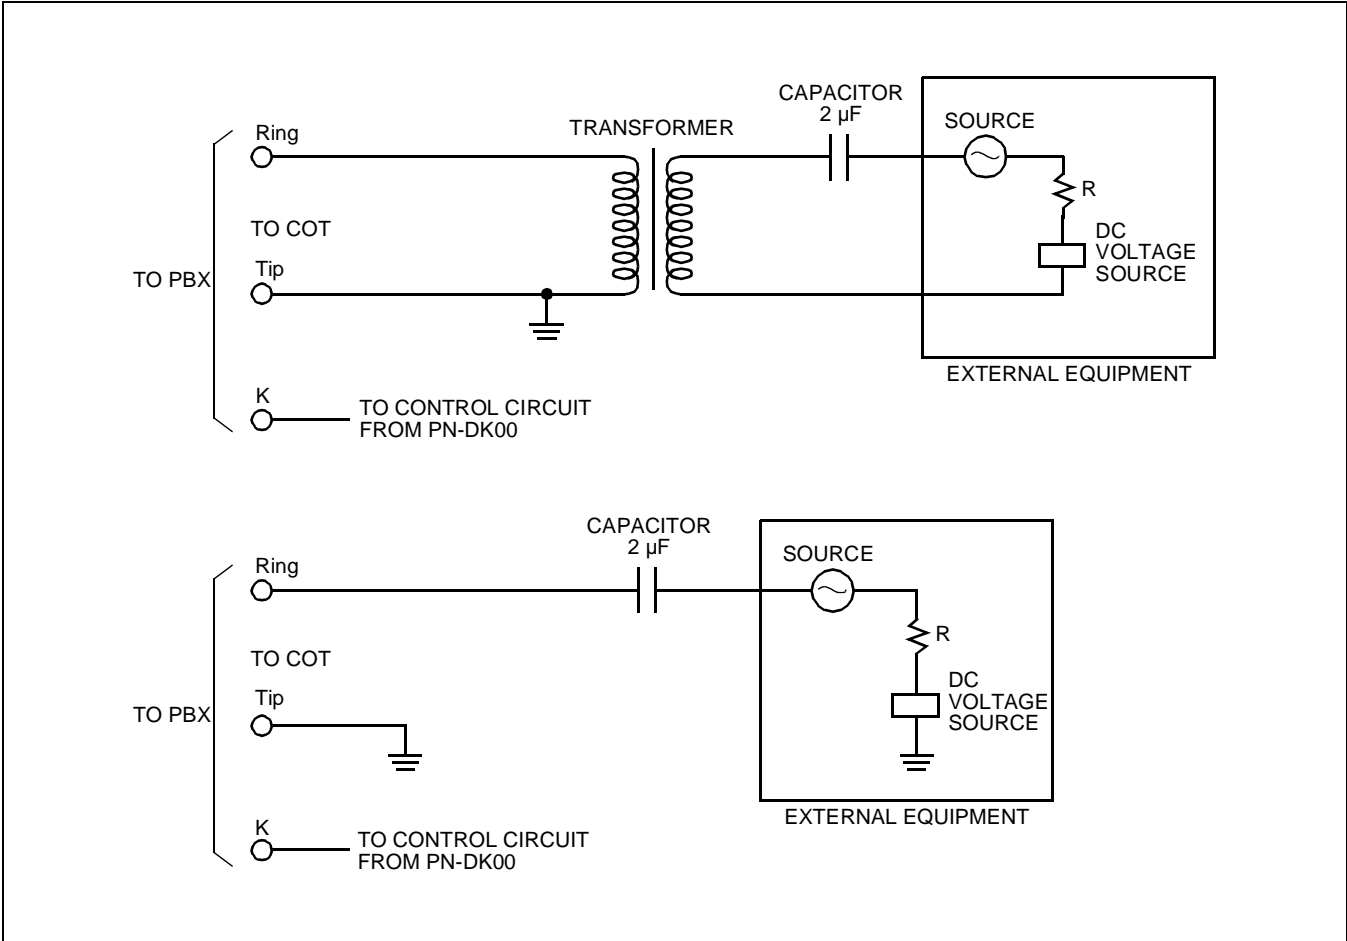 CAPACITOR
2 µF
SOURCE
TRANSFORMER
Ring
R
TO COT
DC
VOLTAGE
SOURCE
Tip
TO PBX
EXTERNAL EQUIPMENT
K
TO CONTROL CIRCUIT
FROM PN-DK00
CAPACITOR
2 µF
SOURCE
Ring
R
TO COT
DC
VOLTAGE
SOURCE
Tip
TO PBX
EXTERNAL EQUIPMENT
K
TO CONTROL CIRCUIT
FROM PN-DK00